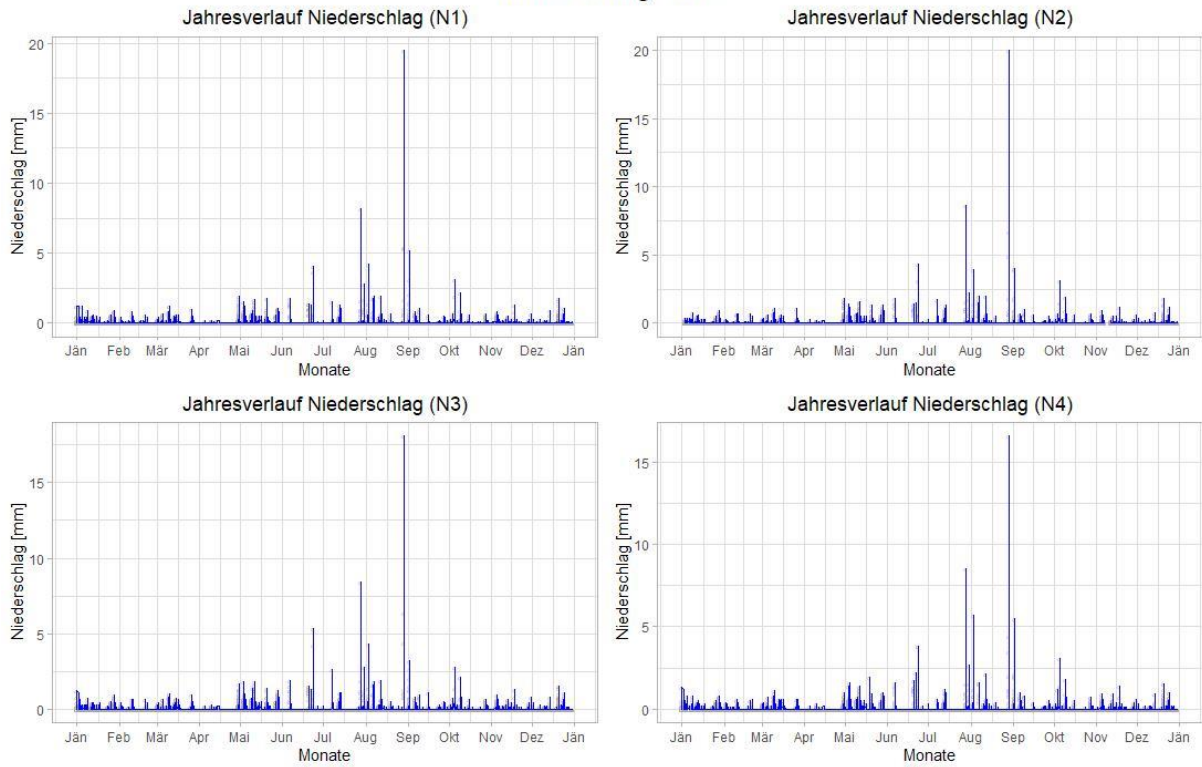 Jahresverlauf Niederschlag (N1)
20
15
10
5
0
Niederschlag [mm]
Jän Feb Mär Apr Mai Jun Jul Aug Sep Okt Nov Dez Jän
Monate
Jahresverlauf Niederschlag (N2)
20
15
10
5
0
Niederschlag [mm]
Jän Feb Mär Apr Mai Jun Jul Aug Sep Okt Nov Dez Jän
Monate
Jahresverlauf Niederschlag (N3)
15
10
5
0
Niederschlag [mm]
Jän Feb Mär Apr Mai Jun Jul Aug Sep Okt Nov Dez Jän
Monate
Jahresverlauf Niederschlag (N4)
15
10
5
0
Niederschlag [mm]
Jän Feb Mär Apr Mai Jun Jul Aug Sep Okt Nov Dez Jän
Monate